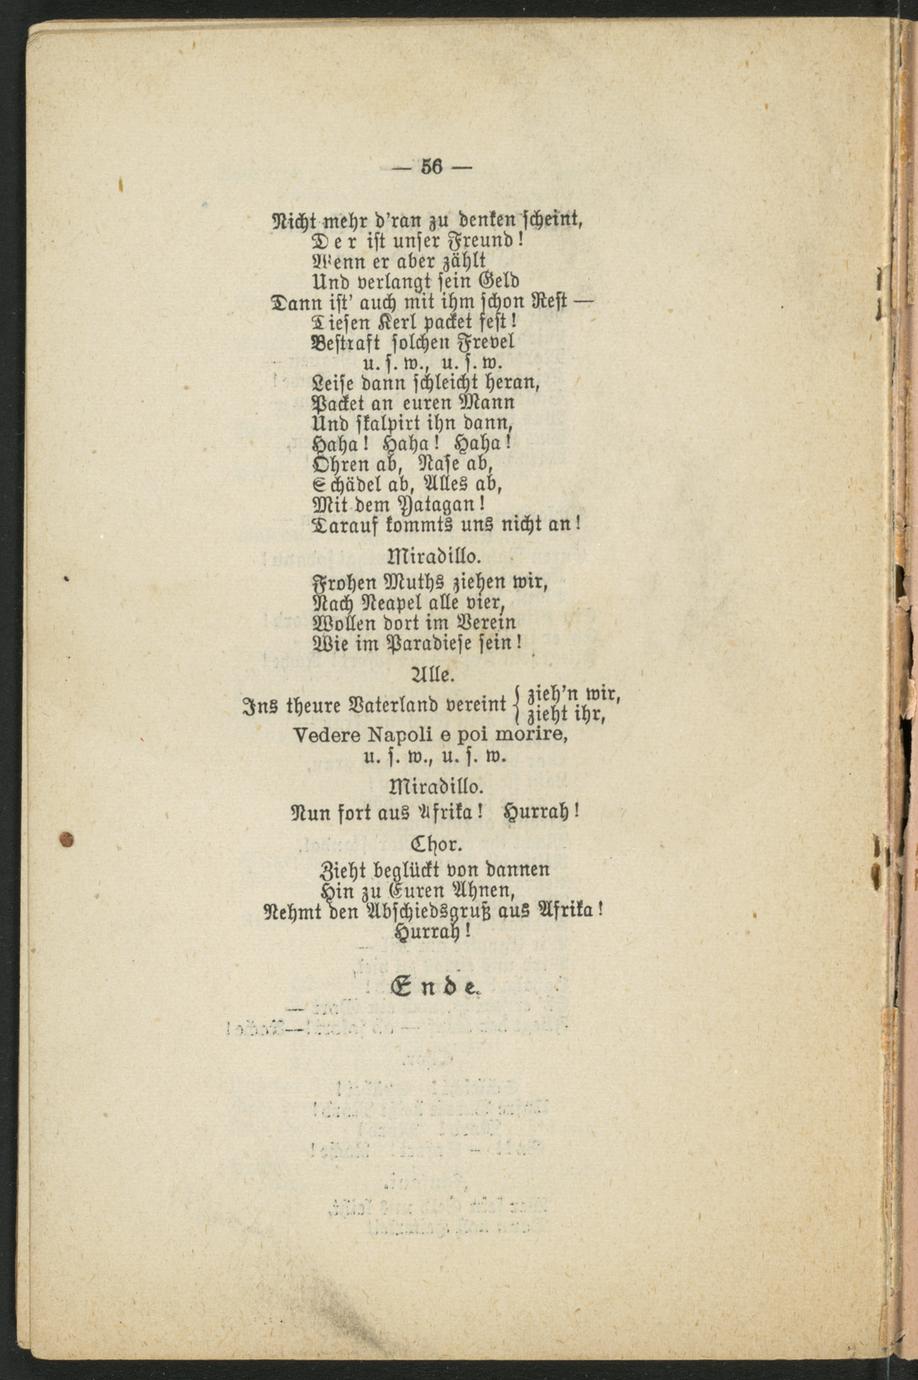 — 56 —
Nicht mehr d'ran zu denken scheint,
Der ist unser Freund!
Wenn er aber zählt
Und verlangt sein Geld
Dann ist' auch mit ihm schon Rest —
Diesen Kerl packet fest!
Bestraft solchen Frevel
u. s. w., u. s. w.
Leise dann schleicht heran,
Packet an euren Mann
Und skalpirt ihn dann,
Haha! Haha! Haha!
Ohren ab, Nase ab,
Schädel ab, Alles ab,
Mit dem Yatagan!
Darauf kommts uns nicht an!
Miradillo.
Frohen Muths ziehen wir,
Nach Neapel alle vier,
Wollen dort im Verein
Wie im Paradiese sein!
Alle.
Ins theure Vaterland vereint { zieh'n wir,
zieht ihr,
Vedere Napoli e poi morire,
u. s. w., u. s. w.
Miradillo.
Nun fort aus Afrika! Hurrah!
Chor.
Zieht beglückt von dannen
Hin zu Euren Ahnen,
Nehmt den Abschiedsgruß aus Afrika!
Hurrah!
Ende.